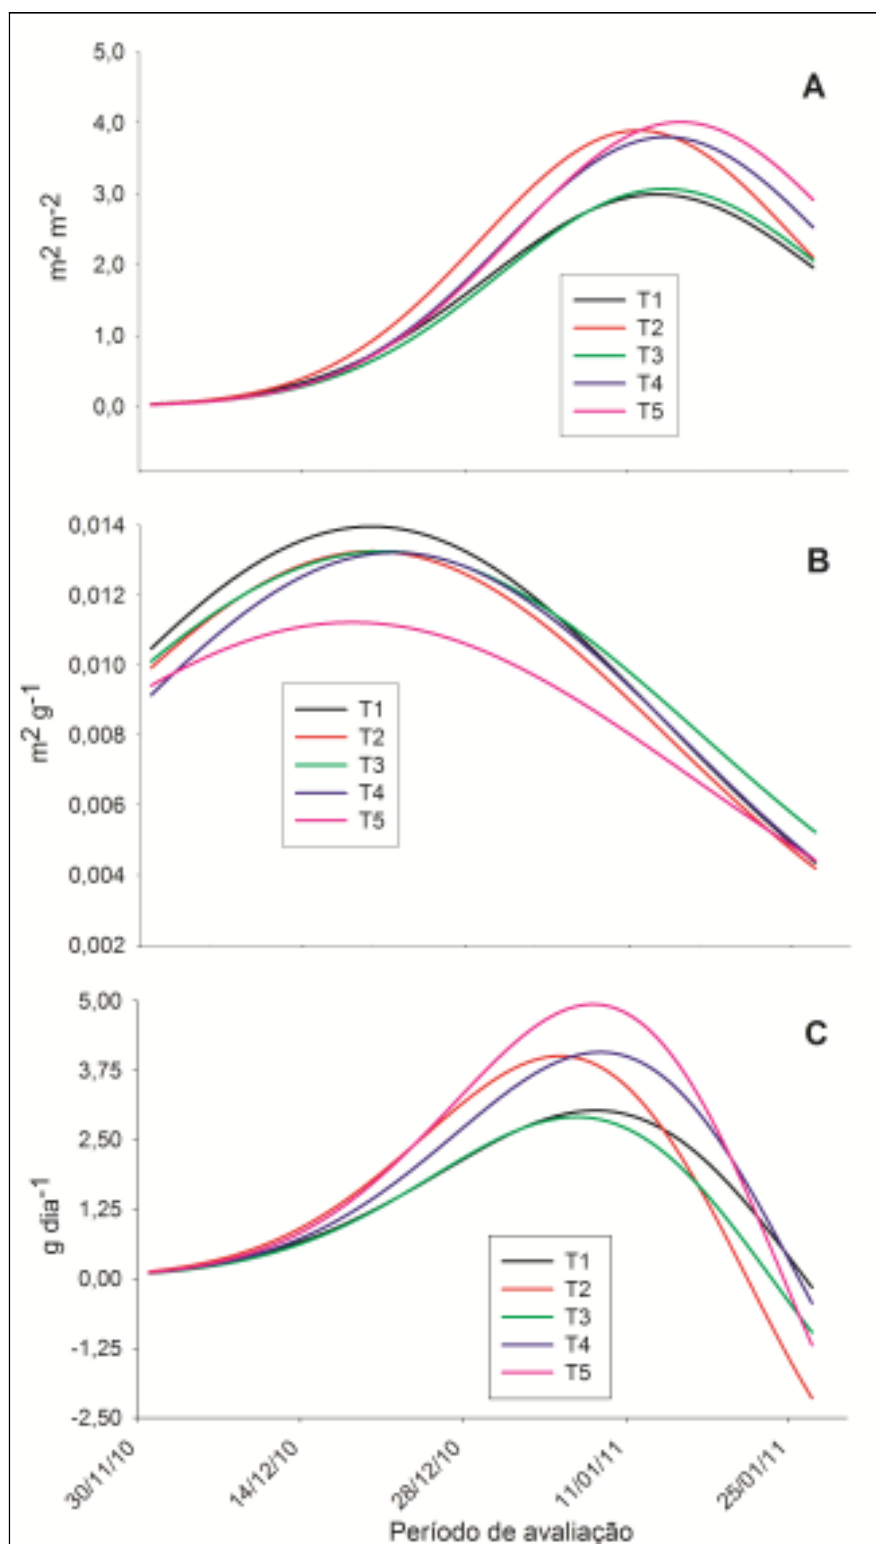 5,0
A
4,0
3,0
2,0
1,0
0,0
m2 m-2
T1
T2
T3
T4
T5
0,014
B
0,012
0,010
0,008
0,006
0,004
0,002
m2 g-1
T1
T2
T3
T4
T5
5,00
C
3,75
2,50
1,25
0,00
-1,25
-2,50
g dia-1
T1
T2
T3
T4
T5
30/11/10
14/12/10
28/12/10
11/01/11
25/01/11
Período de avaliação